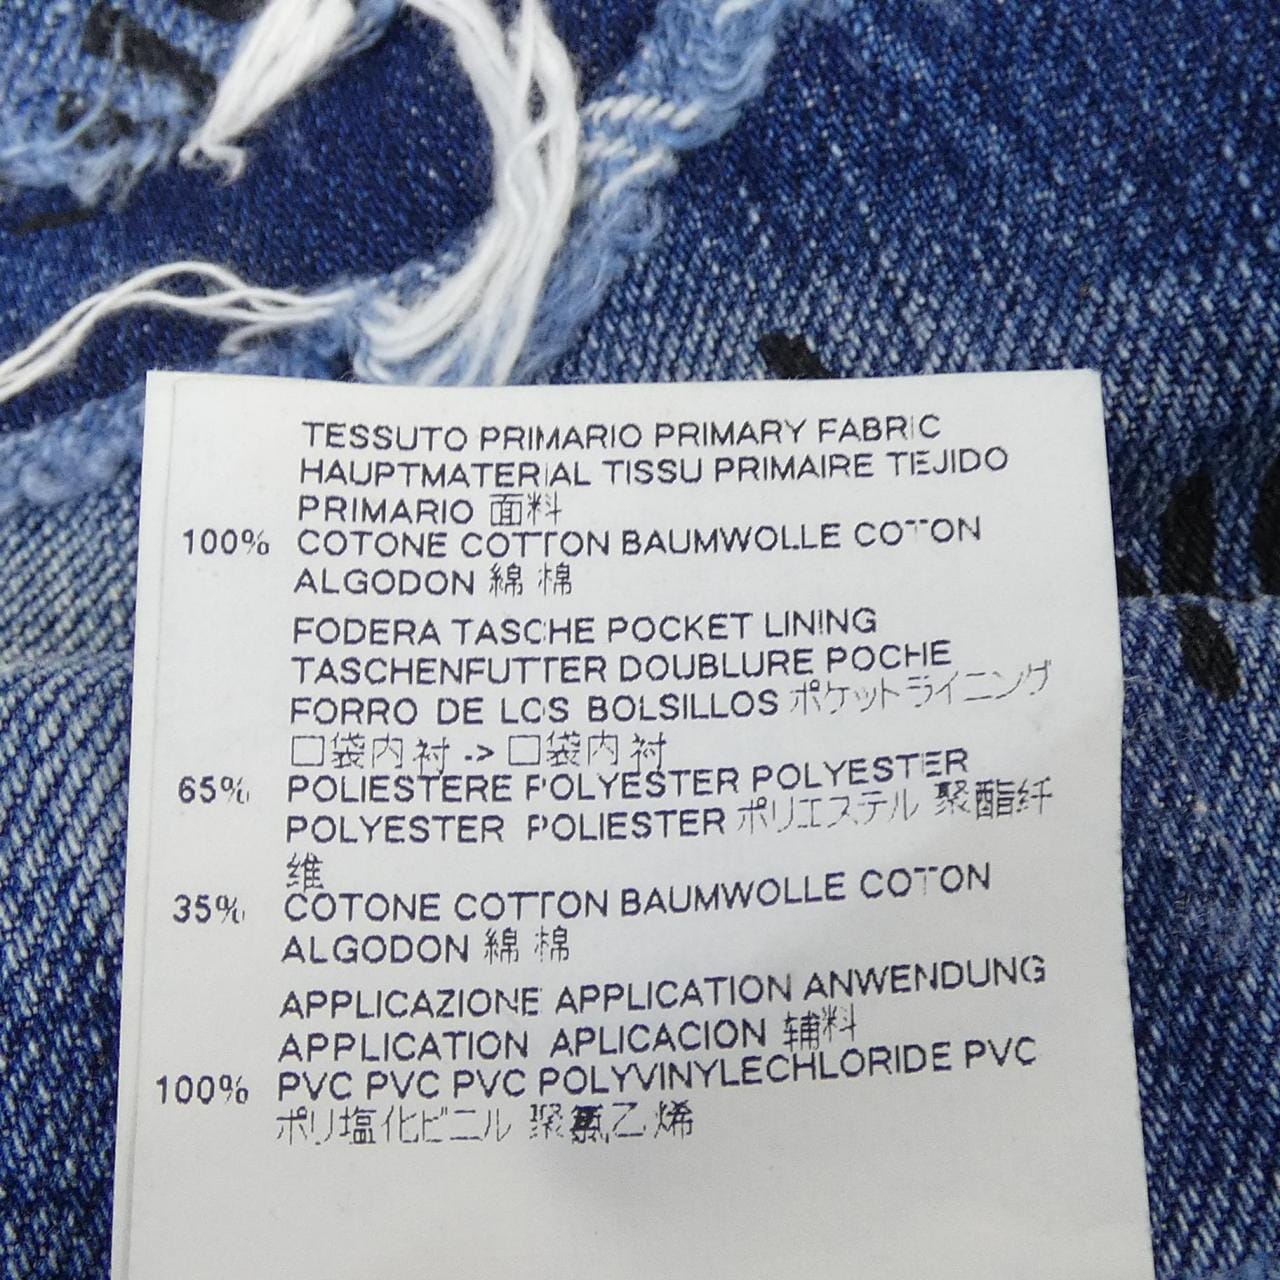 TESSUTO PRIMARIO PRIMARY FABRIC
HAUPTMATERIAL TISSU PRIMAIRE TEJIDO
PRIMARIO 面料
100% COTONE COTTON BAUMWOLLE COTON
ALGODON 綿 棉
FODERA TASCHE POCKET LINING
TASCHENFUTTER DOUBLURE POCHE
FORRO DE LOS BOLSILLOS ポケットライニング
口袋内衬 -> 口袋内衬
65% POLIESTERE POLYESTER POLYESTER
POLYESTER POLIESTER ポリエステル 聚酯纤
维
35% COTONE COTTON BAUMWOLLE COTON
ALGODON 綿 棉
APPLICAZIONE APPLICATION ANWENDUNG
APPLICATION APLICACION 辅料
100% PVC PVC PVC POLYVINYLECHLORIDE PVC
ポリ塩化ビニル 聚氯乙烯